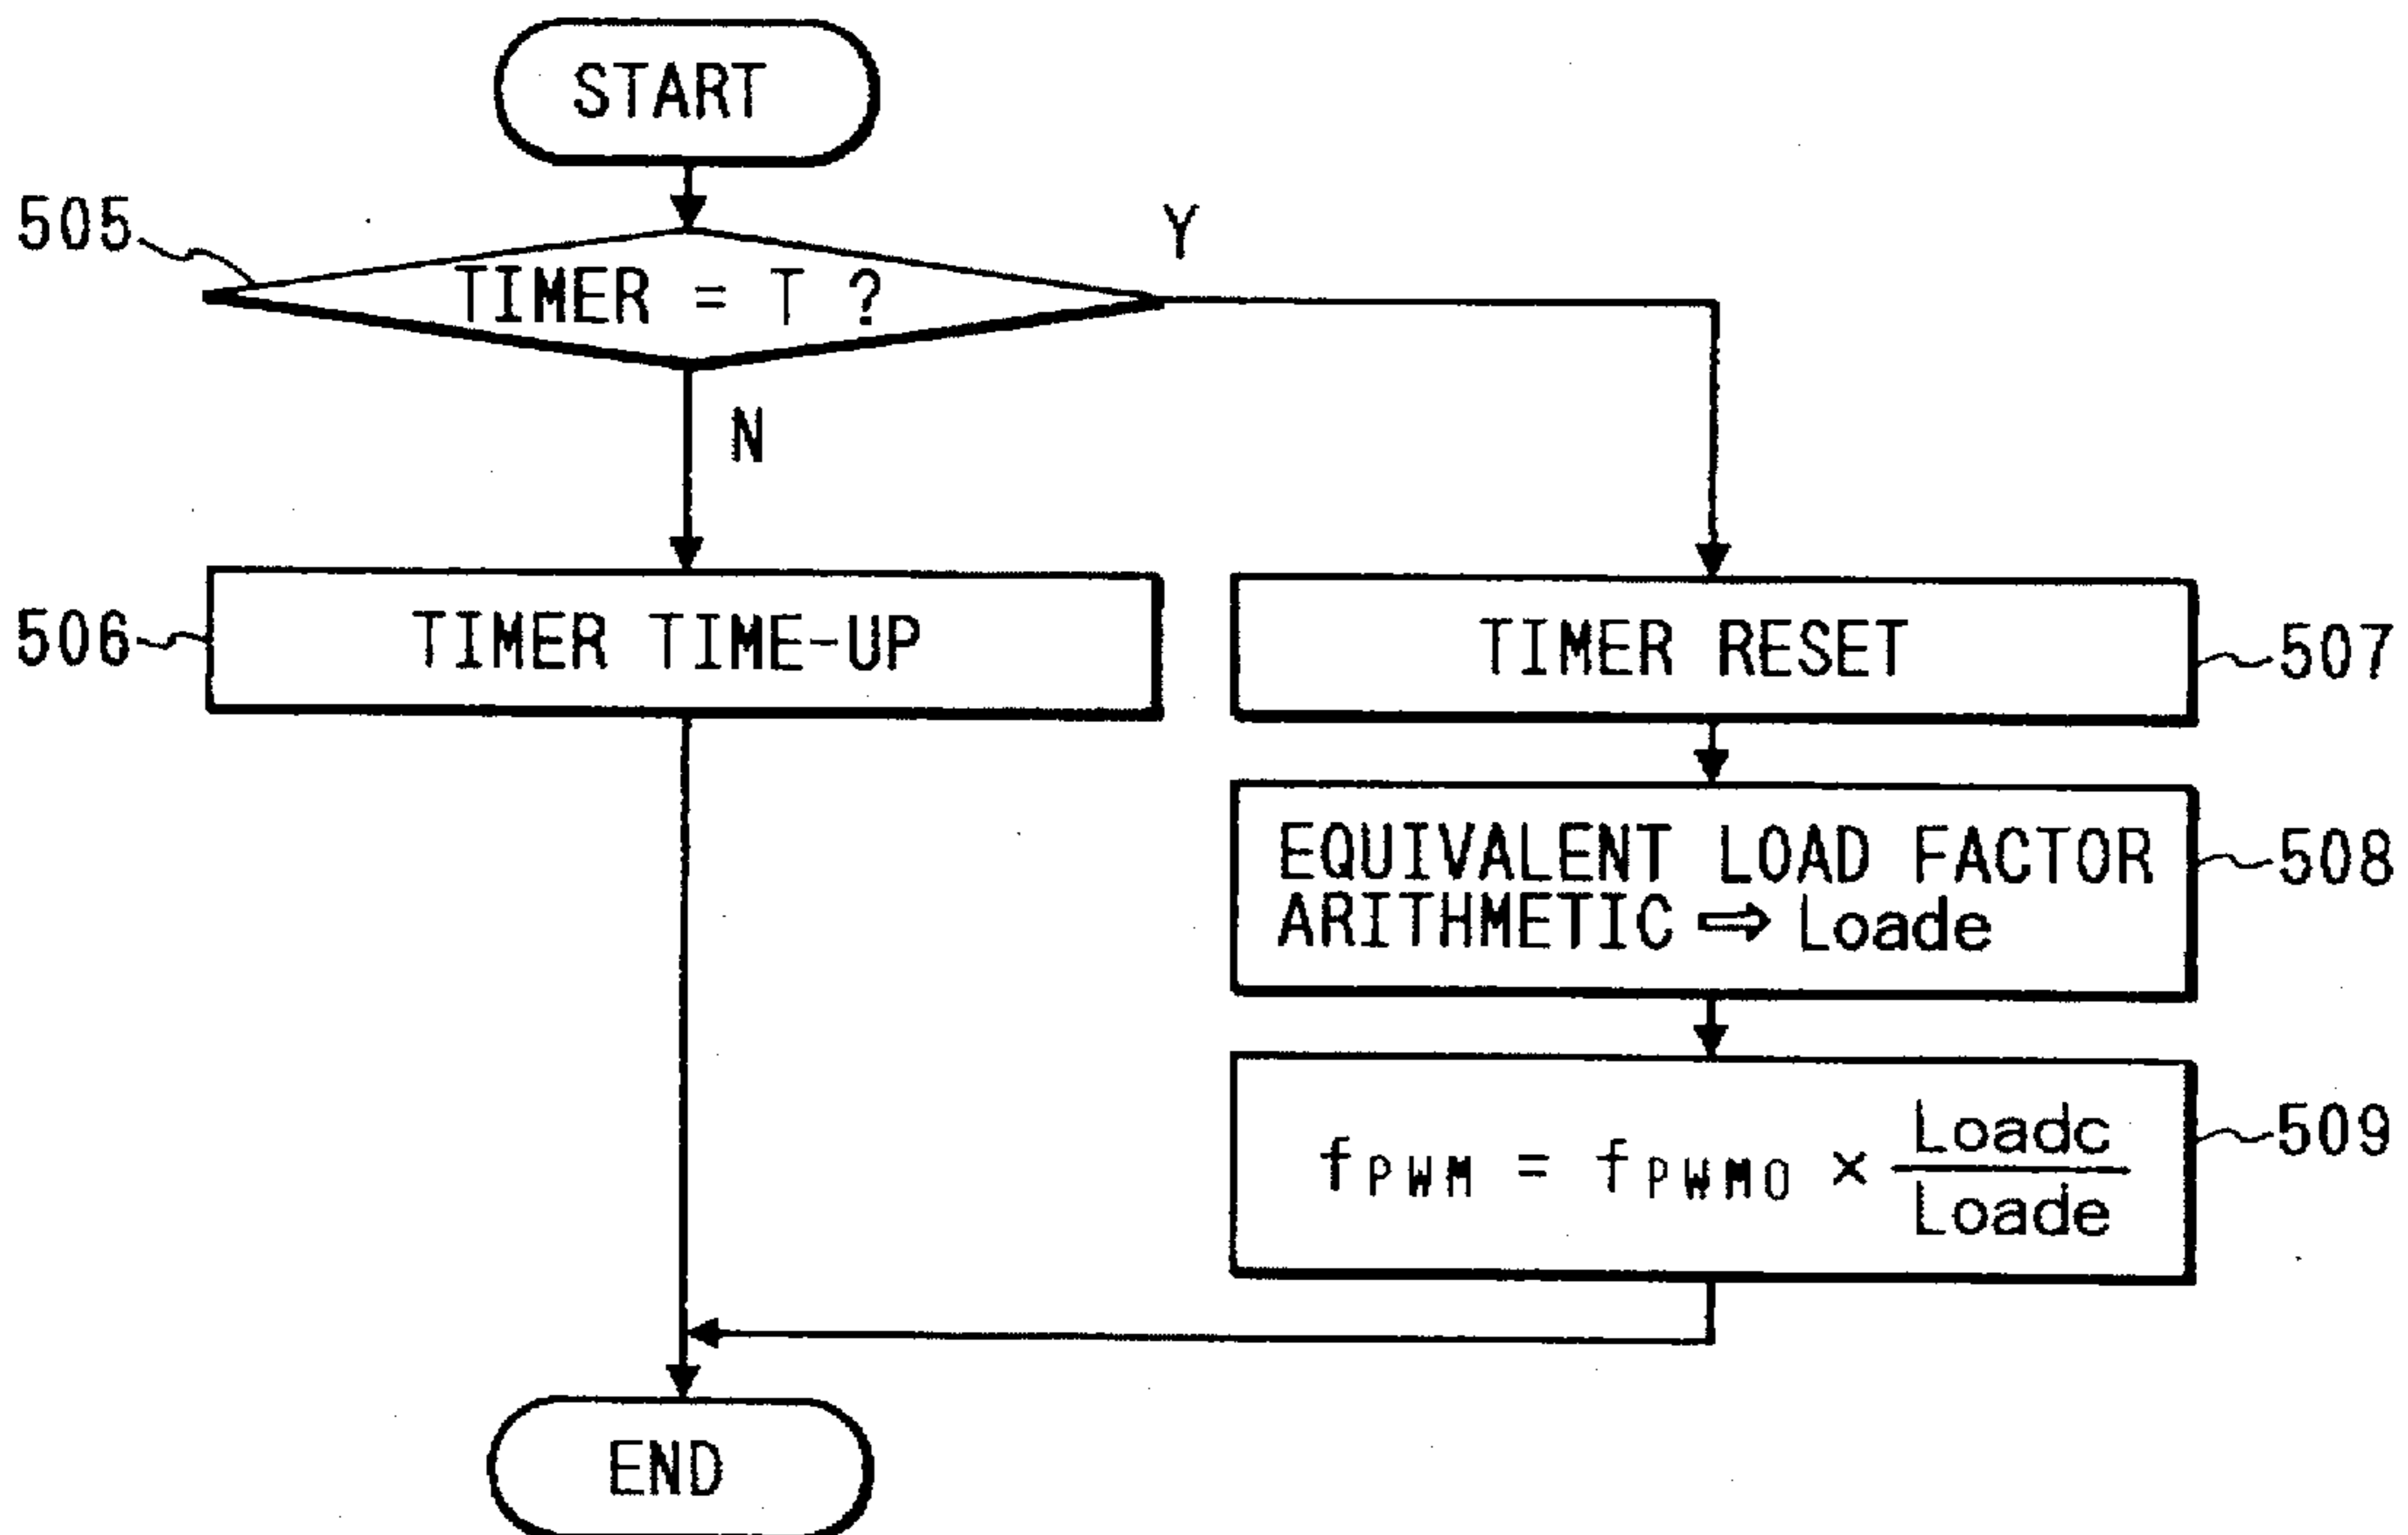 START
505
Y
TIMER = T ?
N
506
TIMER TIME-UP
TIMER RESET
507
EQUIVALENT LOAD FACTOR
ARITHMETIC ⇨ Loade
508
fPWM = fPWM0 × Loadc / Loade
509
END